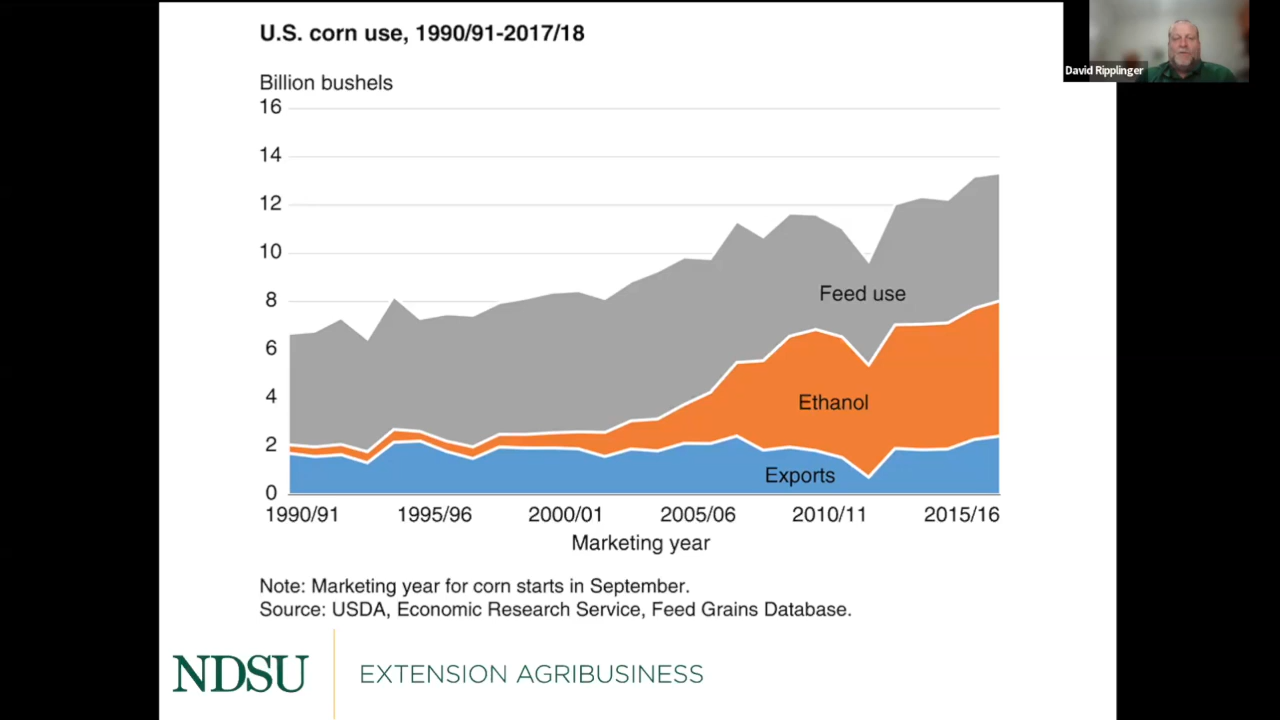 U.S. corn use, 1990/91-2017/18
David Ripplinger
Billion bushels
16
14
12
10
8
6
4
2
0
Feed use
Ethanol
Exports
1990/91 1995/96 2000/01 2005/06 2010/11 2015/16
Marketing year
Note: Marketing year for corn starts in September.
Source: USDA, Economic Research Service, Feed Grains Database.
NDSU EXTENSION AGRIBUSINESS